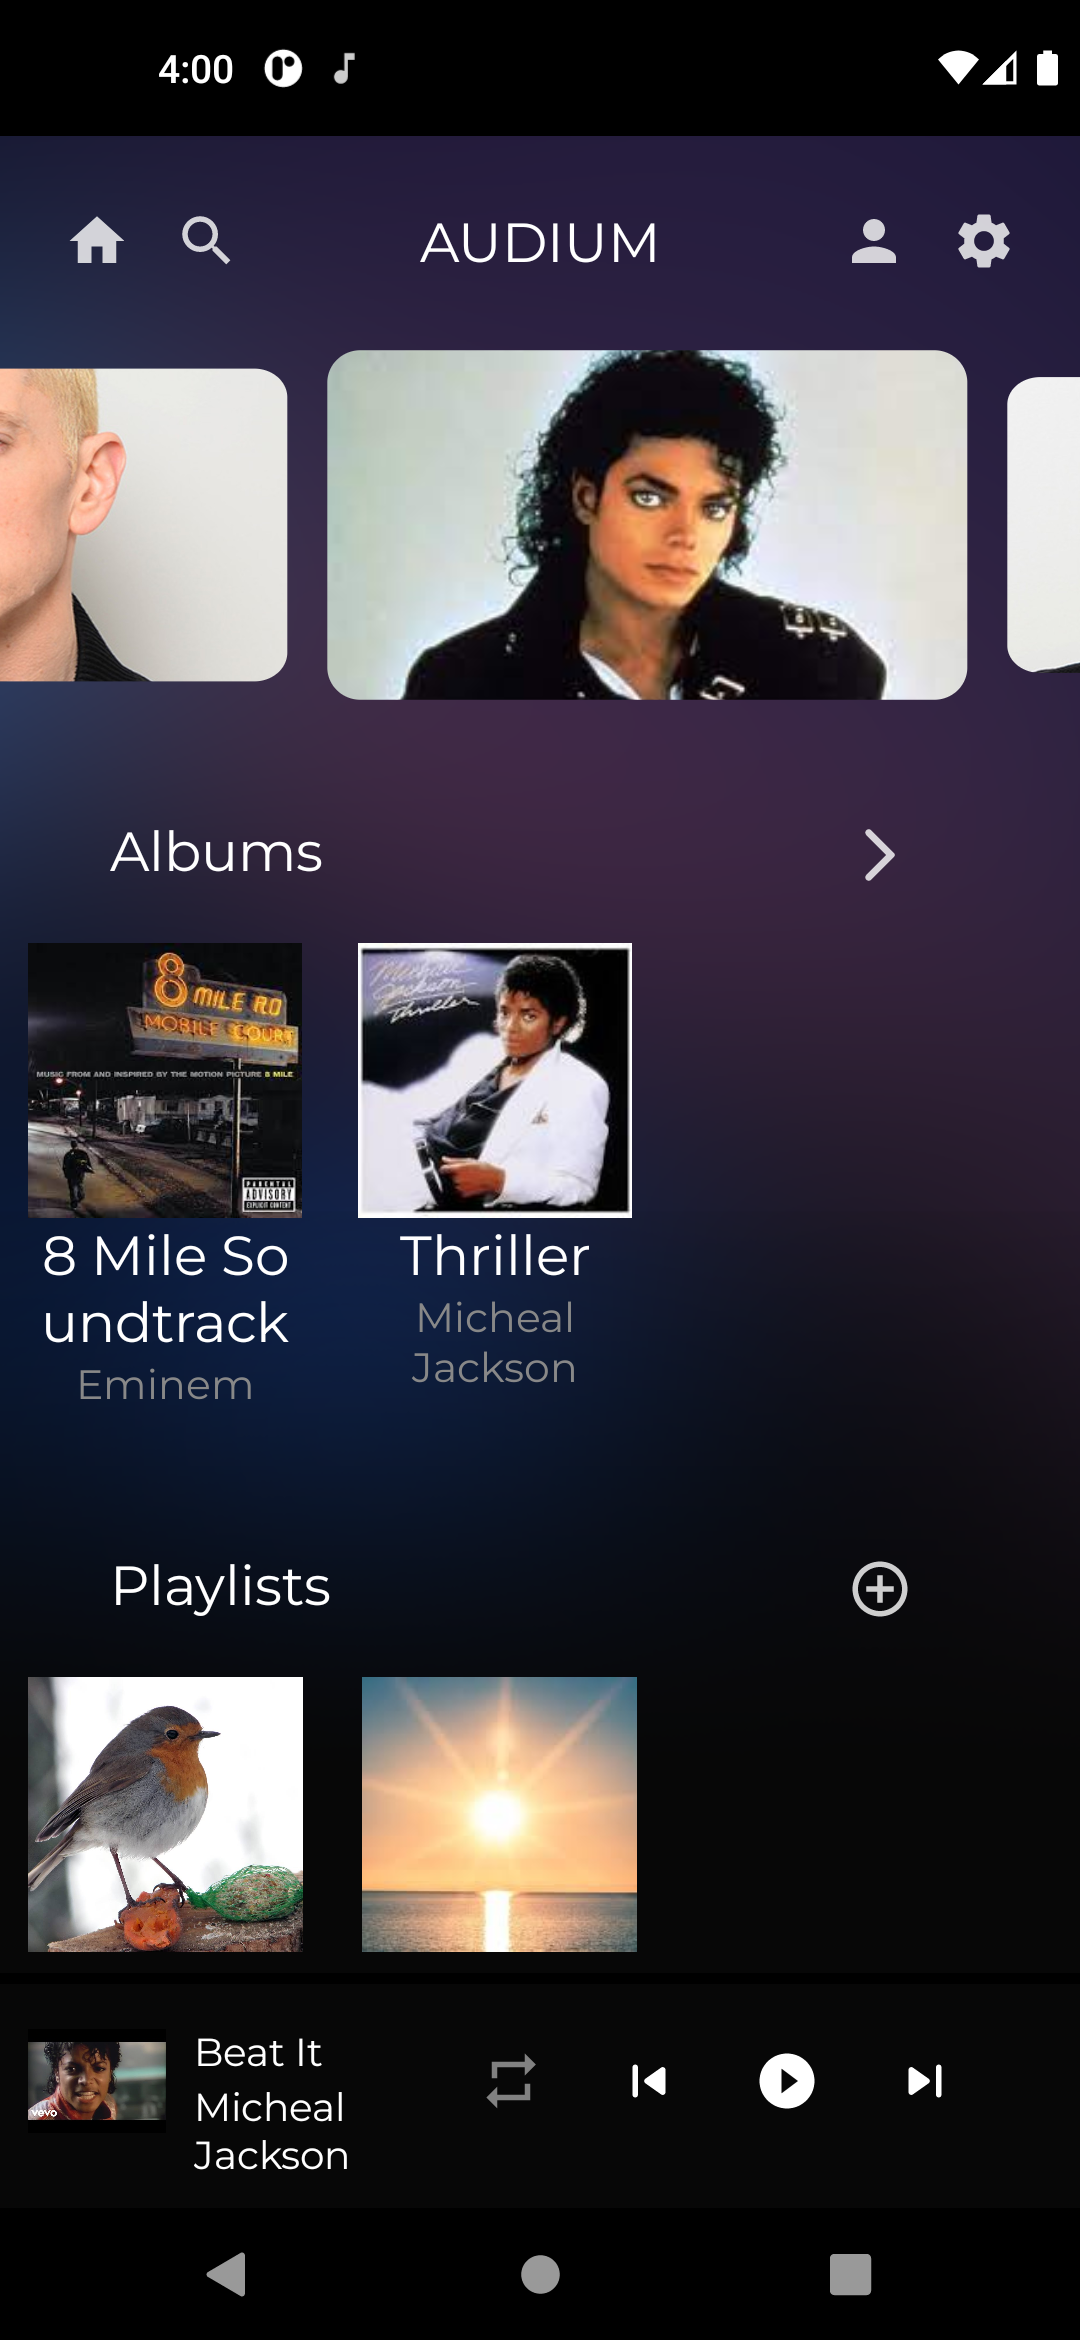 4:00
AUDIUM
Albums
8 MILE RD
MOBILE COURT
MUSIC FROM AND INSPIRED BY THE MOTION PICTURE 8 MILE
PARENTAL
ADVISORY
EXPLICIT CONTENT
Michael
Jackson
Thriller
8 Mile So
undtrack
Eminem
Thriller
Micheal
Jackson
Playlists
vevo
Beat It
Micheal
Jackson